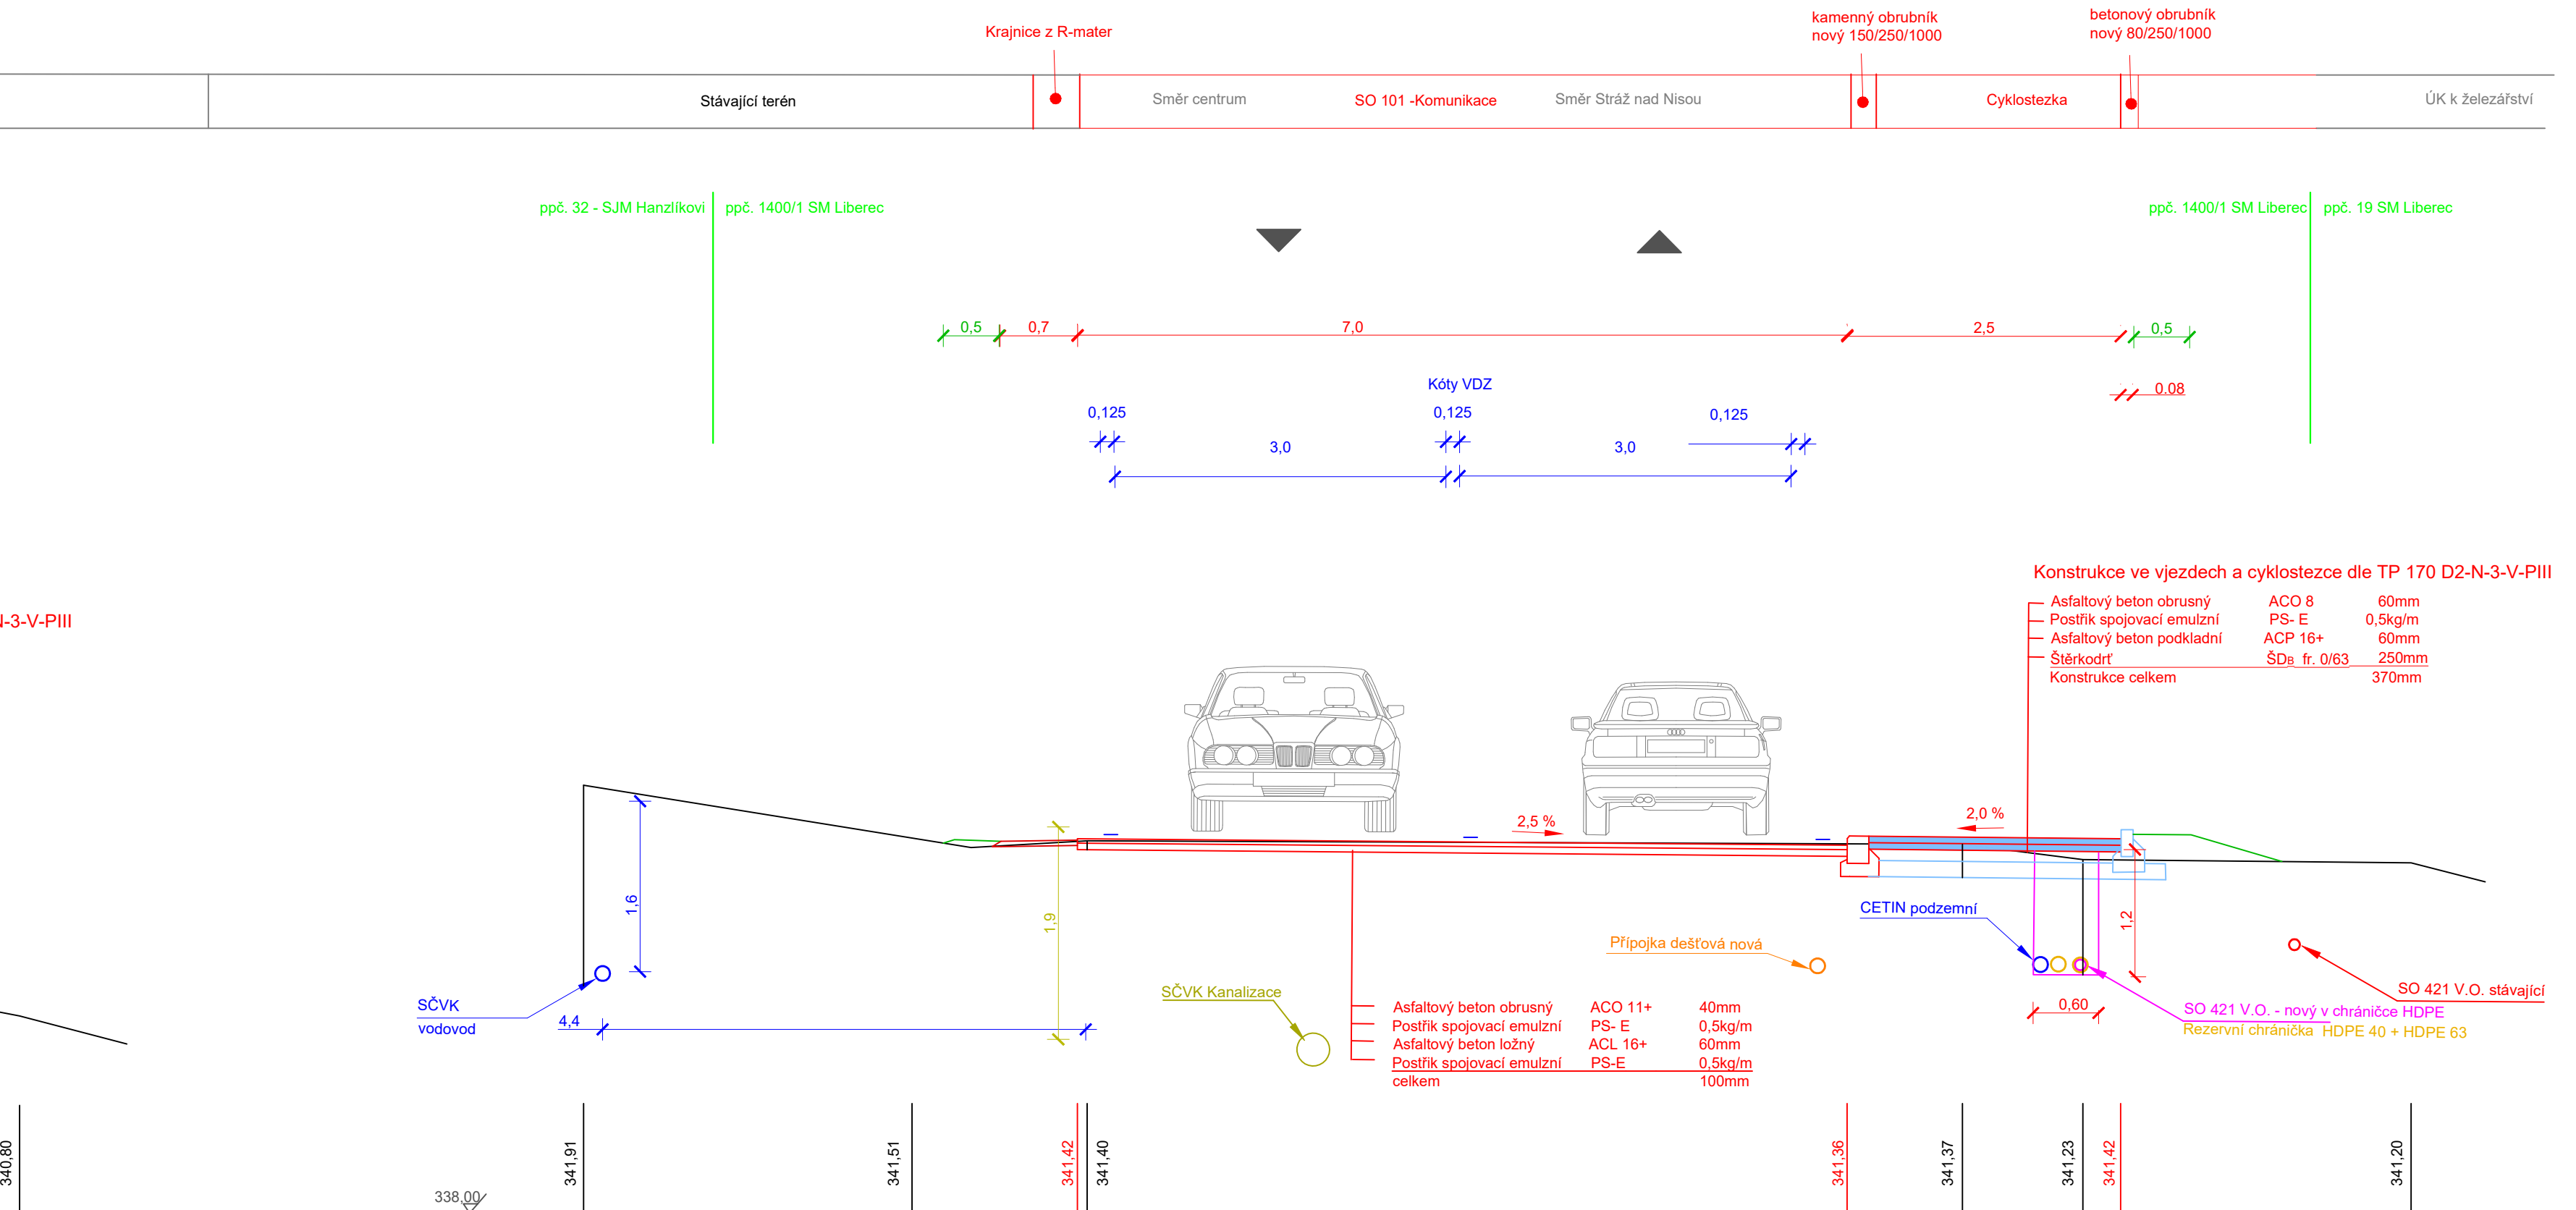 Krajnice z R-mater
kamenný obrubník
nový 150/250/1000
betonový obrubník
nový 80/250/1000
Stávající terén
Směr centrum
SO 101 -Komunikace
Směr Stráž nad Nisou
Cyklostezka
ÚK k železářství
ppč. 32 - SJM Hanzlíkovi
ppč. 1400/1 SM Liberec
ppč. 1400/1 SM Liberec
ppč. 19 SM Liberec
0,5
0,7
7,0
2,5
0,5
Kóty VDZ
0.08
0,125
0,125
0,125
3,0
3,0
Konstrukce ve vjezdech a cyklostezce dle TP 170 D2-N-3-V-PIII
Asfaltový beton obrusný ACO 8 60mm
Postřik spojovací emulzní PS- E 0,5kg/m
Asfaltový beton podkladní ACP 16+ 60mm
Štěrkodrť ŠDB fr. 0/63 250mm
Konstrukce celkem 370mm
-3-V-PIII
2,5 %
2,0 %
1,6
1,9
1,2
CETIN podzemní
Přípojka dešťová nová
SČVK Kanalizace
SČVK
vodovod
4,4
0,60
SO 421 V.O. stávající
SO 421 V.O. - nový v chráničce HDPE
Rezervní chránička HDPE 40 + HDPE 63
Asfaltový beton obrusný ACO 11+ 40mm
Postřik spojovací emulzní PS- E 0,5kg/m
Asfaltový beton ložný ACL 16+ 60mm
Postřik spojovací emulzní PS-E 0,5kg/m
celkem 100mm
340,80
341,91
341,51
341,42
341,40
341,36
341,37
341,23
341,42
341,20
338,00